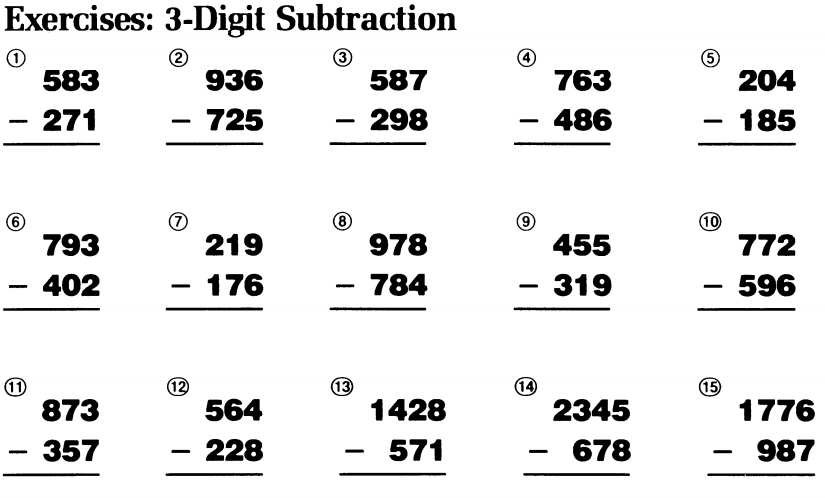 Exercises: 3-Digit Subtraction
① ② ③ ④ ⑤
583 936 587 763 204
− 271 − 725 − 298 − 486 − 185
⑥ ⑦ ⑧ ⑨ ⑩
793 219 978 455 772
− 402 − 176 − 784 − 319 − 596
⑪ ⑫ ⑬ ⑭ ⑮
873 564 1428 2345 1776
− 357 − 228 − 571 − 678 − 987